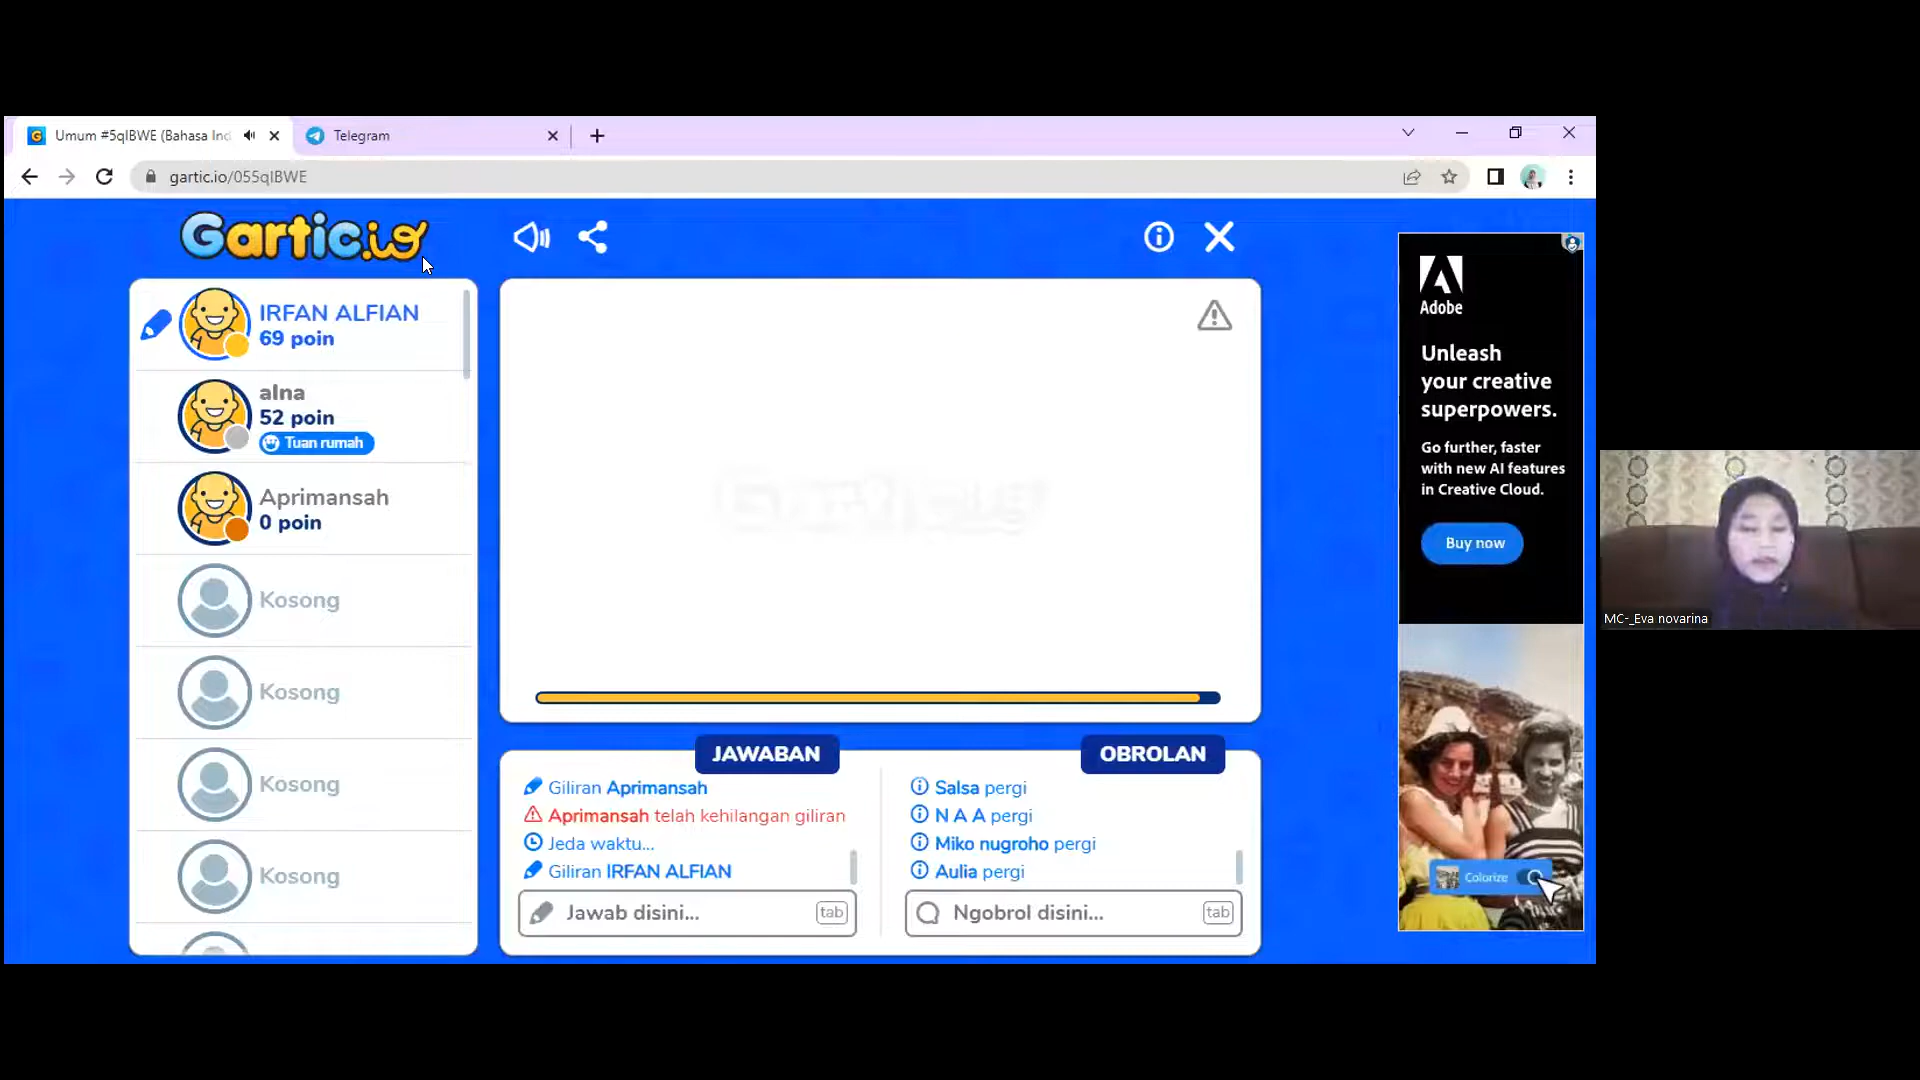 Umum #5qIBWE (Bahasa Ind
Telegram
gartic.io/055qIBWE
Gartic.io
IRFAN ALFIAN
69 poin
alna
52 poin
Tuan rumah
Aprimansah
0 poin
Kosong
Kosong
Kosong
Kosong
JAWABAN
Giliran Aprimansah
Aprimansah telah kehilangan giliran
Jeda waktu...
Giliran IRFAN ALFIAN
Jawab disini...
tab
OBROLAN
Salsa pergi
N A A pergi
Miko nugroho pergi
Aulia pergi
Ngobrol disini...
tab
Adobe
Unleash
your creative
superpowers.
Go further, faster
with new AI features
in Creative Cloud.
Buy now
Colorize
MC-_Eva novarina